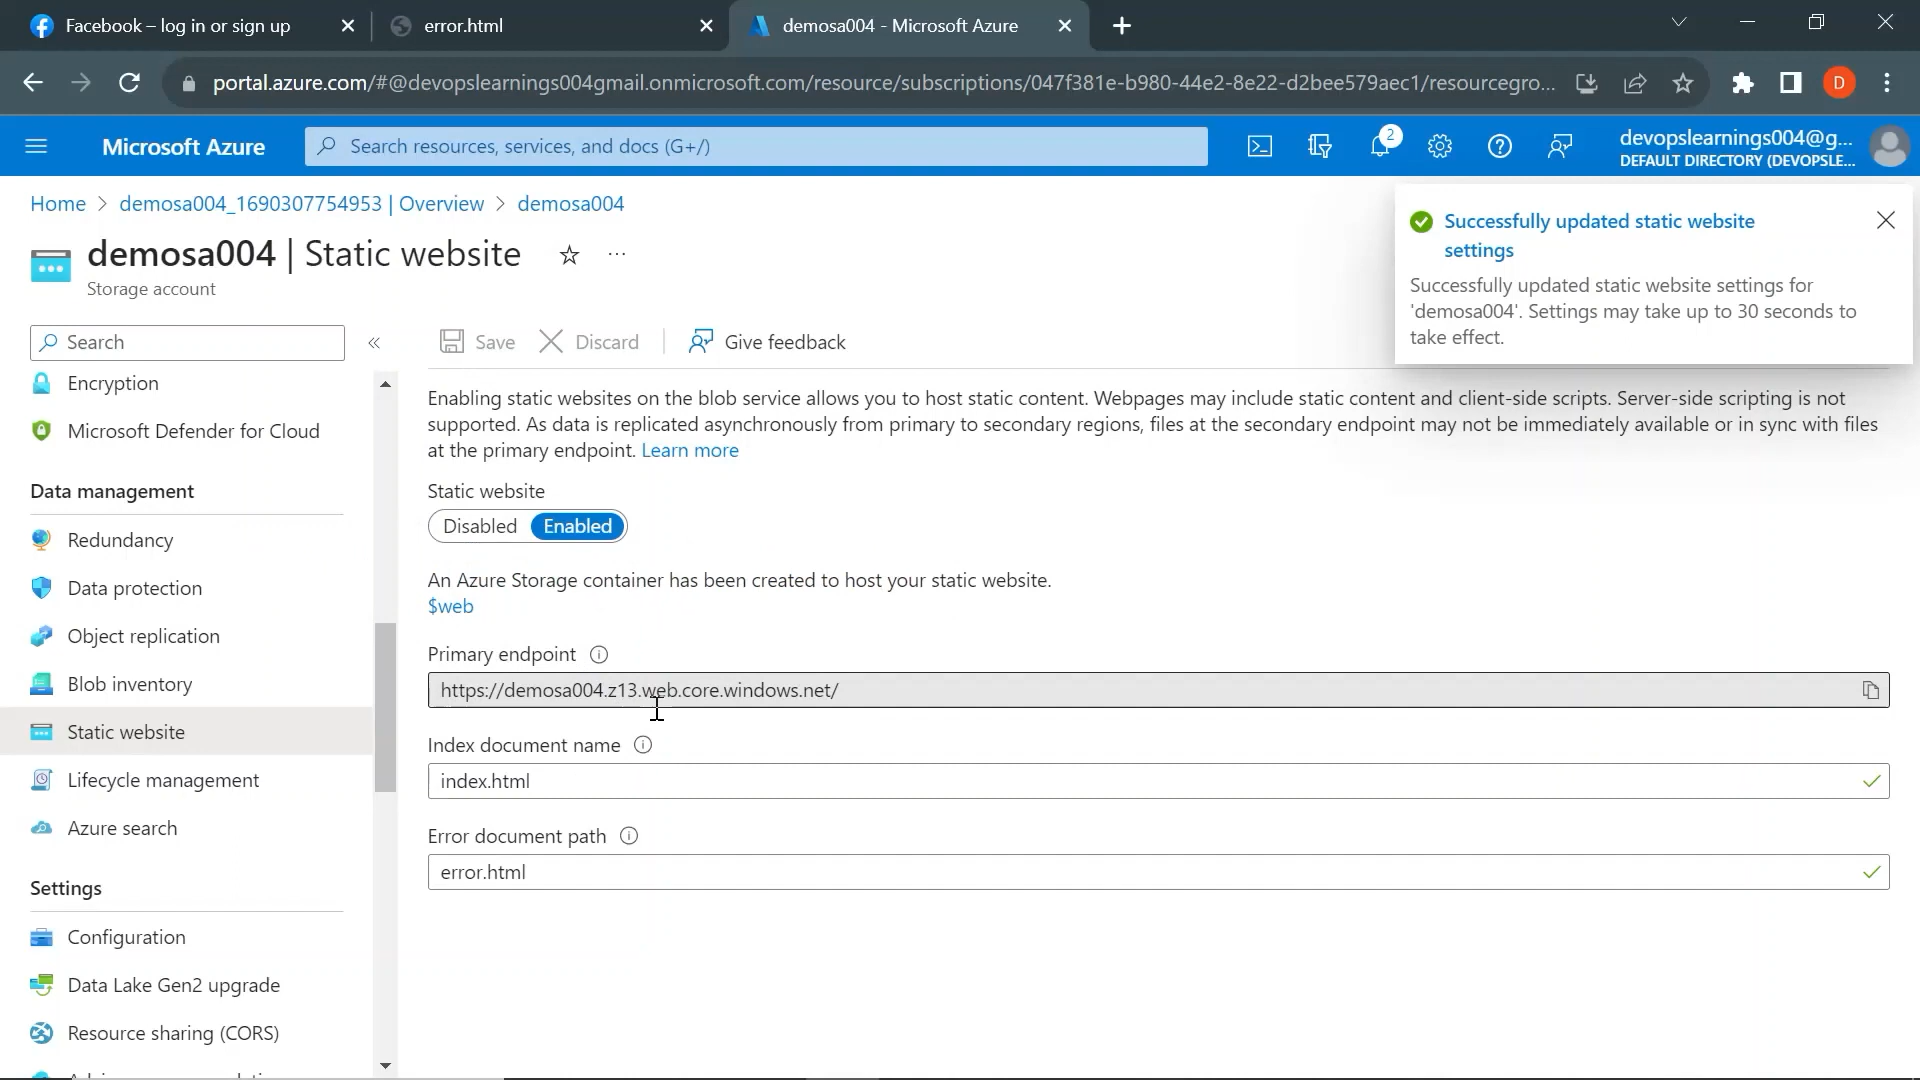 Facebook – log in or sign up
error.html
demosa004 - Microsoft Azure
portal.azure.com/#@devopslearnings004gmail.onmicrosoft.com/resource/subscriptions/047f381e-b980-44e2-8e22-d2bee579aec1/resourcegro...
D
Microsoft Azure
Search resources, services, and docs (G+/)
2
devopslearnings004@g...
DEFAULT DIRECTORY (DEVOPSLE...
Home > demosa004_1690307754953 | Overview > demosa004
demosa004 | Static website
Storage account
Successfully updated static website
settings
Successfully updated static website settings for
'demosa004'. Settings may take up to 30 seconds to
take effect.
Search
Save
Discard
Give feedback
Encryption
Microsoft Defender for Cloud
Data management
Redundancy
Data protection
Object replication
Blob inventory
Static website
Lifecycle management
Azure search
Settings
Configuration
Data Lake Gen2 upgrade
Resource sharing (CORS)
Enabling static websites on the blob service allows you to host static content. Webpages may include static content and client-side scripts. Server-side scripting is not
supported. As data is replicated asynchronously from primary to secondary regions, files at the secondary endpoint may not be immediately available or in sync with files
at the primary endpoint. Learn more
Static website
Disabled Enabled
An Azure Storage container has been created to host your static website.
$web
Primary endpoint
https://demosa004.z13.web.core.windows.net/
Index document name
index.html
Error document path
error.html